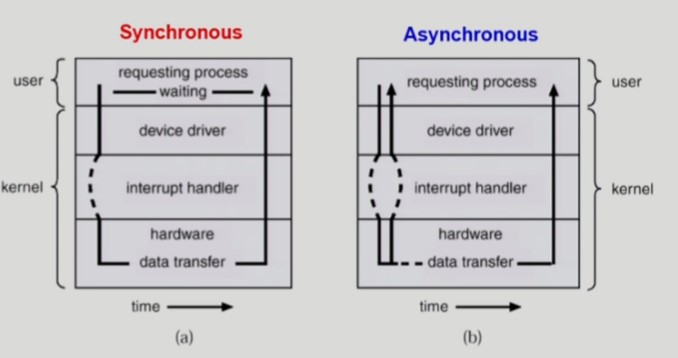 Synchronous
user
requesting process
waiting
device driver
kernel
interrupt handler
hardware
data transfer
time
(a)
Asynchronous
requesting process
user
device driver
interrupt handler
kernel
hardware
data transfer
time
(b)